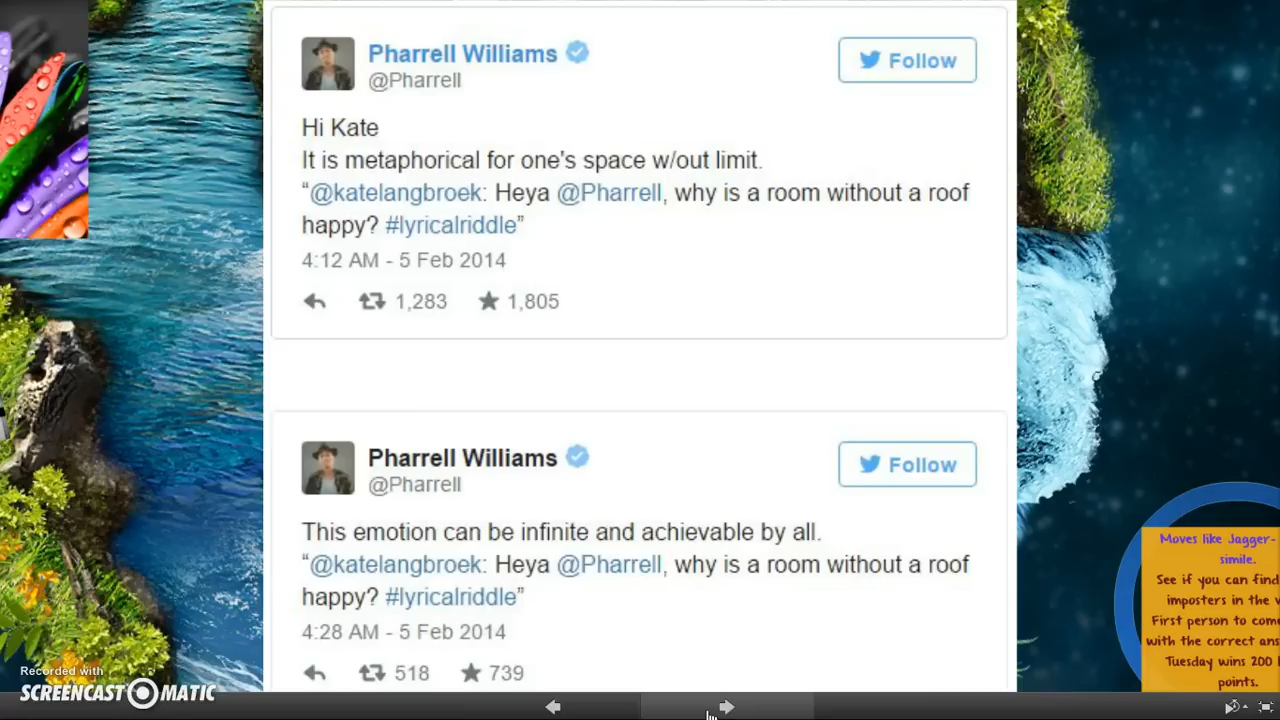 Pharrell Williams
@Pharrell
Follow
Hi Kate
It is metaphorical for one's space w/out limit.
“@katelangbroek: Heya @Pharrell, why is a room without a roof
happy? #lyricalriddle”
4:12 AM - 5 Feb 2014
1,283 1,805
Pharrell Williams
@Pharrell
Follow
This emotion can be infinite and achievable by all.
“@katelangbroek: Heya @Pharrell, why is a room without a roof
happy? #lyricalriddle”
4:28 AM - 5 Feb 2014
518 739
Moves like Jagger-
simile.
See if you can find
imposters in the
First person to come
with the correct
Tuesday wins 200
points.
Recorded with
SCREENCAST MATIC